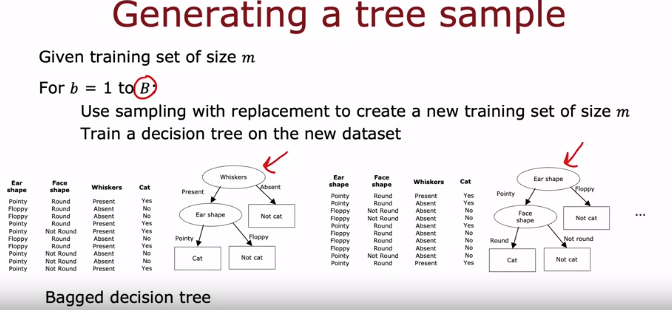 Generating a tree sample
Given training set of size m
For b = 1 to B:
Use sampling with replacement to create a new training set of size m
Train a decision tree on the new dataset
Ear shape Face shape Whiskers Cat
Pointy Round Present Yes
Floppy Round Absent No
Floppy Round Absent No
Pointy Round Present Yes
Pointy Not Round Present Yes
Floppy Round Absent No
Floppy Round Present Yes
Pointy Not Round Absent No
Pointy Not Round Absent No
Pointy Not Round Present Yes
Whiskers
Present Absent
Ear shape Not cat
Pointy Floppy
Cat Not cat
Ear shape Face shape Whiskers Cat
Pointy Round Present Yes
Pointy Round Absent Yes
Floppy Not Round Absent No
Floppy Not Round Absent No
Pointy Round Absent Yes
Floppy Round Absent No
Floppy Round Absent No
Floppy Round Absent No
Pointy Not Round Absent No
Pointy Round Present Yes
Ear shape
Pointy Floppy
Face shape Not cat
Round Not round
Cat Not cat
...
Bagged decision tree